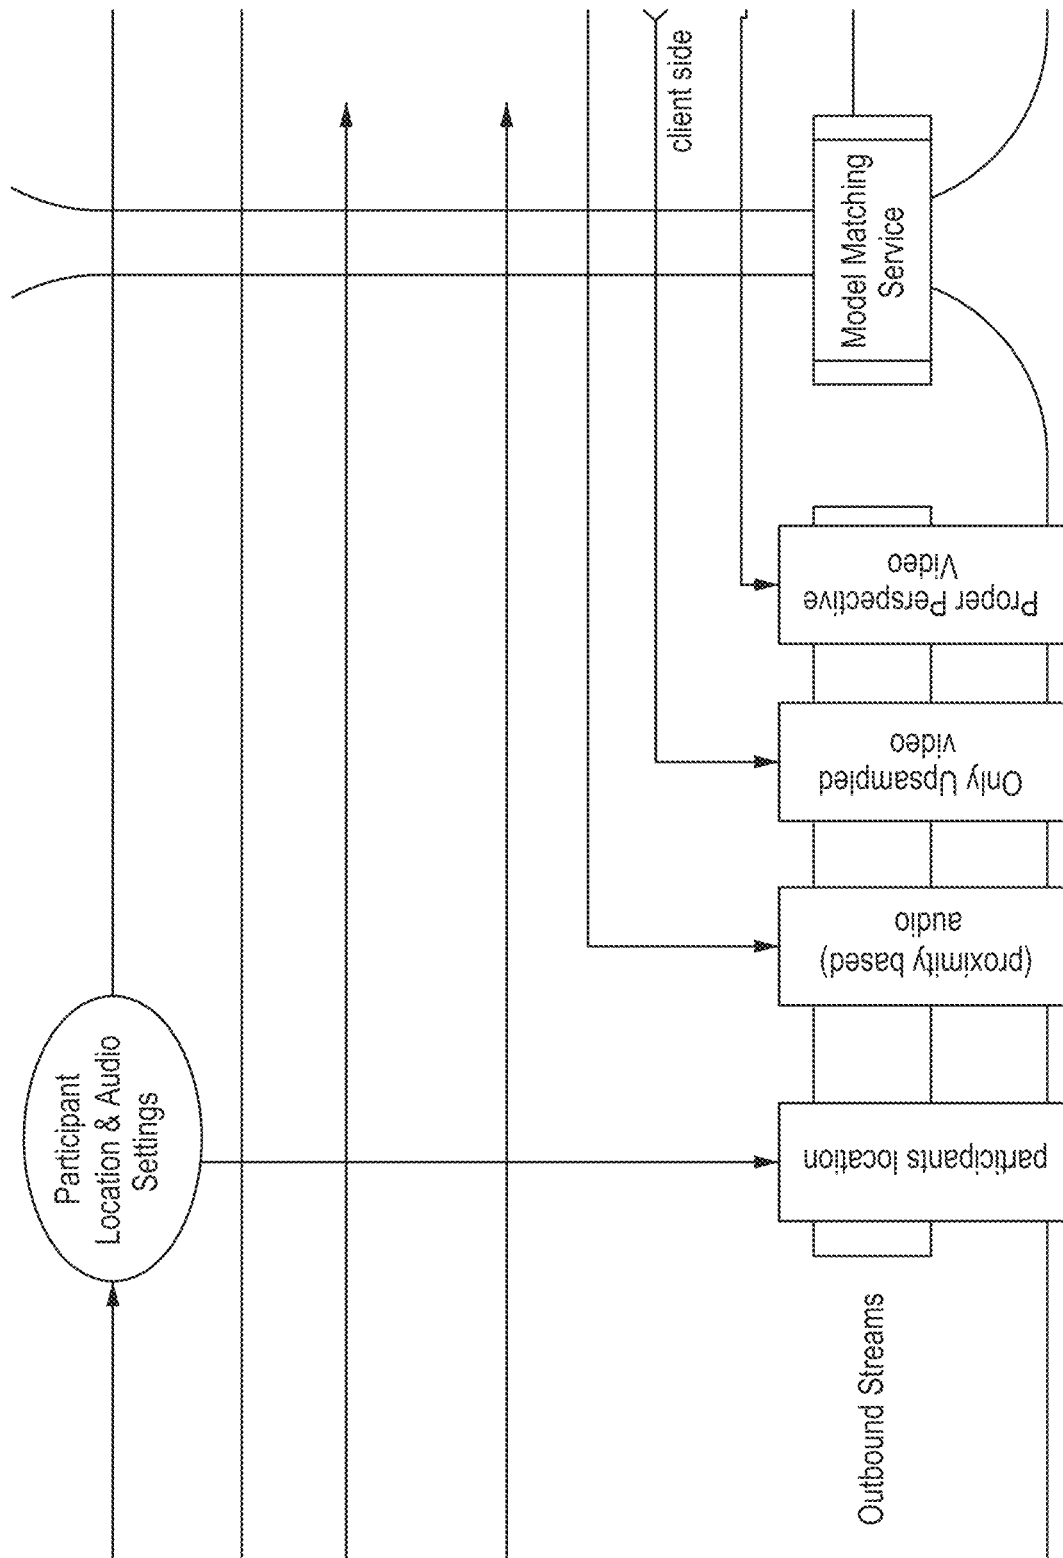 Participant
Location & Audio
Settings
client side
Model Matching
Service
Proper Perspective
Video
Only Upsampled
video
(proximity based)
audio
participants location
Outbound Streams